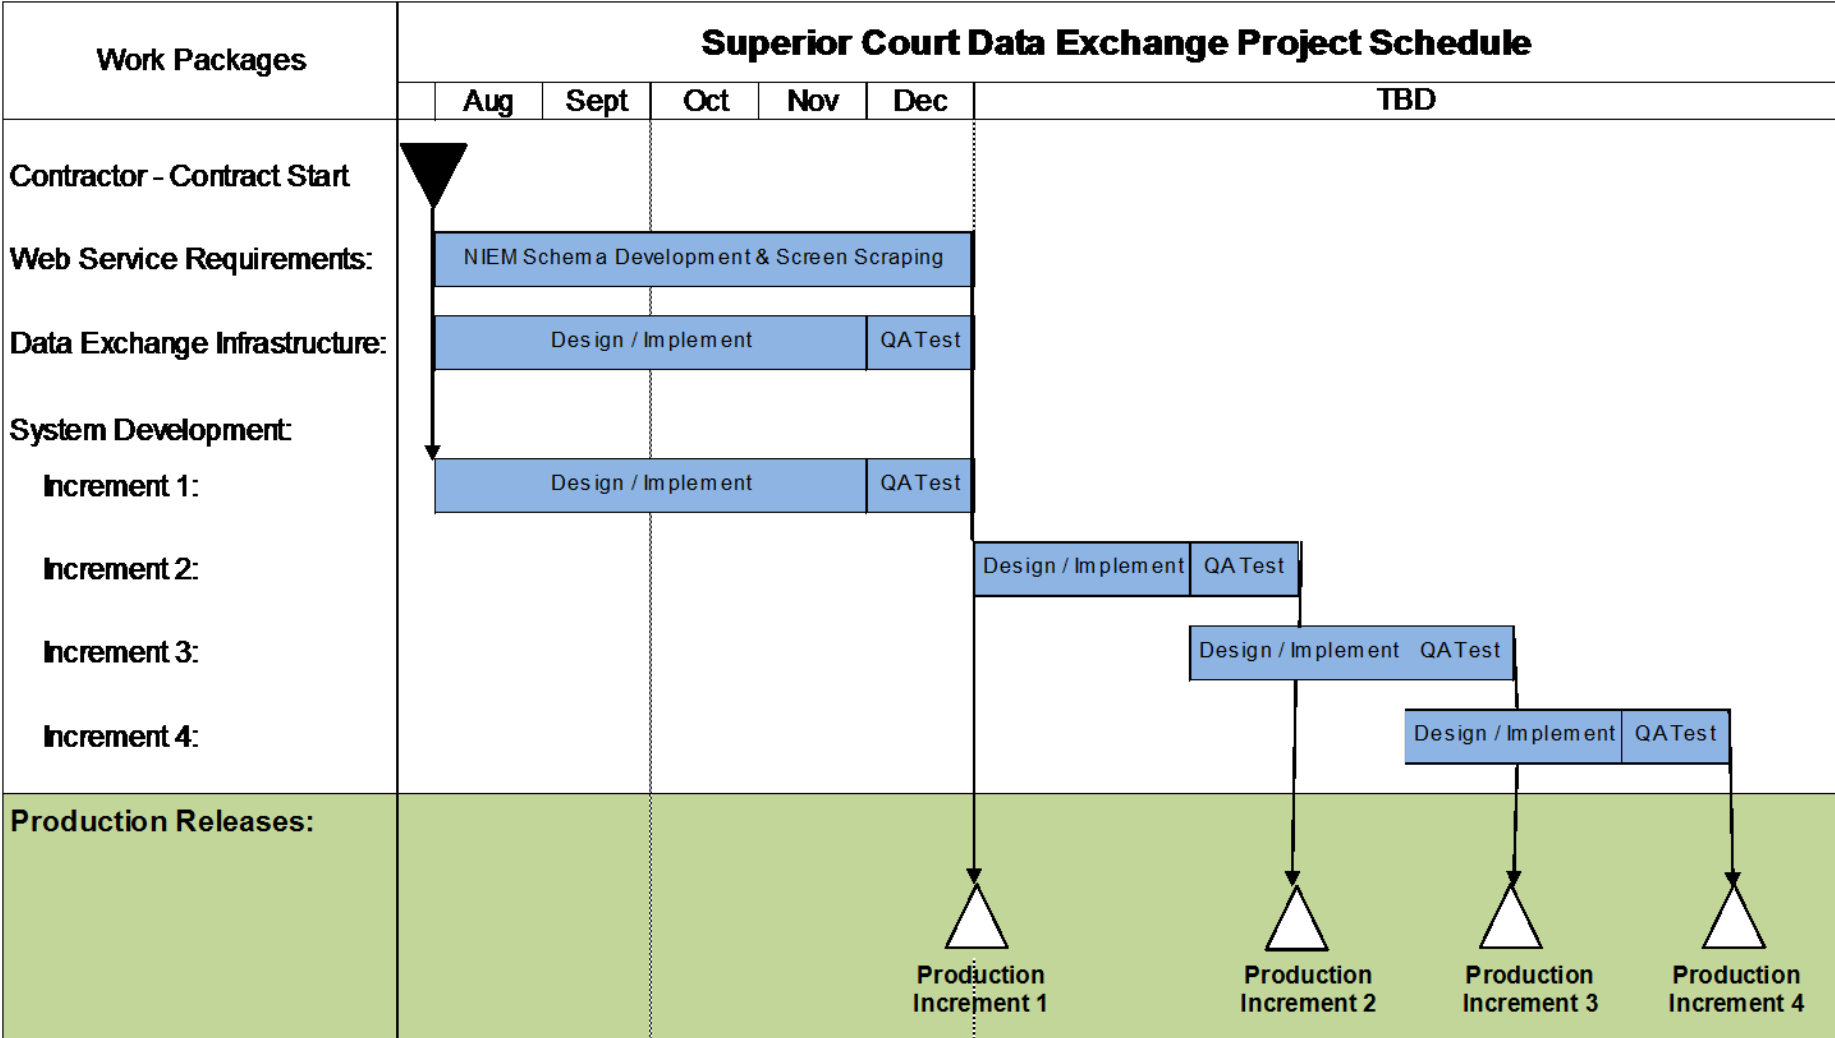 Work Packages
Superior Court Data Exchange Project Schedule
Aug Sept Oct Nov Dec TBD
Contractor - Contract Start
Web Service Requirements: NIEM Schema Development & Screen Scraping
Data Exchange Infrastructure: Design / Implement QA Test
System Development:
Increment 1: Design / Implement QA Test
Increment 2: Design / Implement QA Test
Increment 3: Design / Implement QA Test
Increment 4: Design / Implement QA Test
Production Releases:
Production Production Production Production
Increment 1 Increment 2 Increment 3 Increment 4